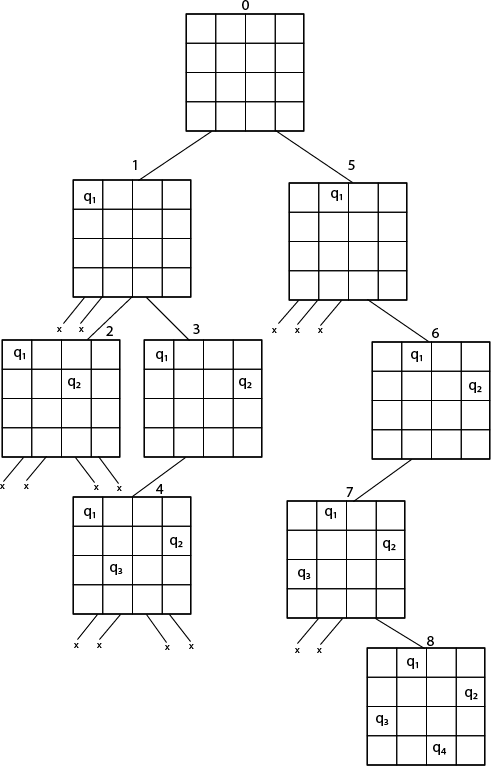 0
1
5
q₁
q₁
x x
x x x
2
3
6
q₁
q₂
q₁
q₂
q₁
q₂
x x x x
4
7
q₁
q₂
q₃
q₁
q₂
q₃
x x x x
x x
8
q₁
q₂
q₃
q₄